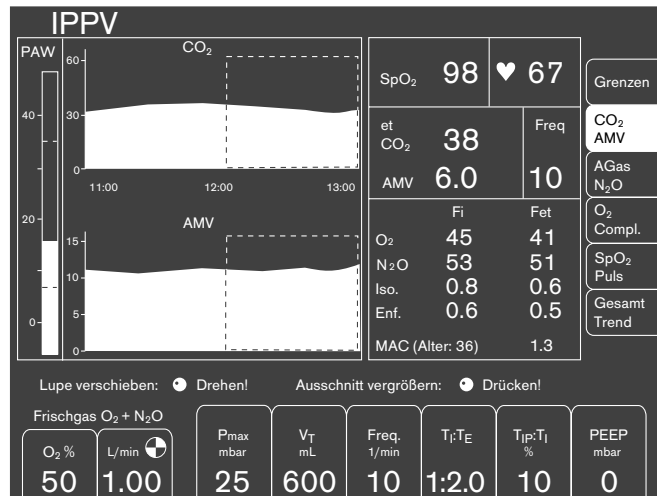 IPPV
PAW
40
20
0
CO2
60
30
0
11:00 12:00 13:00
AMV
15
10
5
0
SpO2 98 ♥ 67
et CO2 38
AMV 6.0
Freq
10
Fi Fet
O2 45 41
N2O 53 51
Iso. 0.8 0.6
Enf. 0.6 0.5
MAC (Alter: 36) 1.3
Grenzen
CO2
AMV
AGas
N2O
O2
Compl.
SpO2
Puls
Gesamt
Trend
Lupe verschieben: Drehen! Ausschnitt vergrößern: Drücken!
Frischgas O2 + N2O
O2 %
50
L/min
1.00
Pmax
mbar
25
VT
mL
600
Freq.
1/min
10
TI:TE
1:2.0
TIP:TI
%
10
PEEP
mbar
0